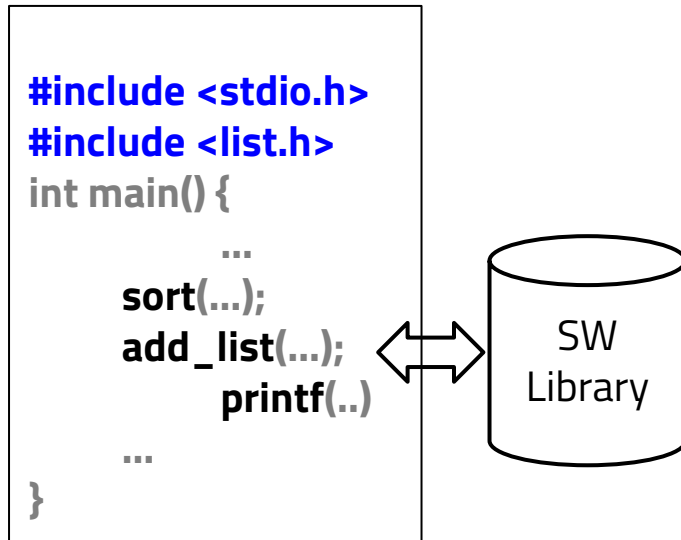 #include <stdio.h>
#include <list.h>
int main() {
...
sort(...);
add_list(...);
printf(..)
...
}
SW
Library